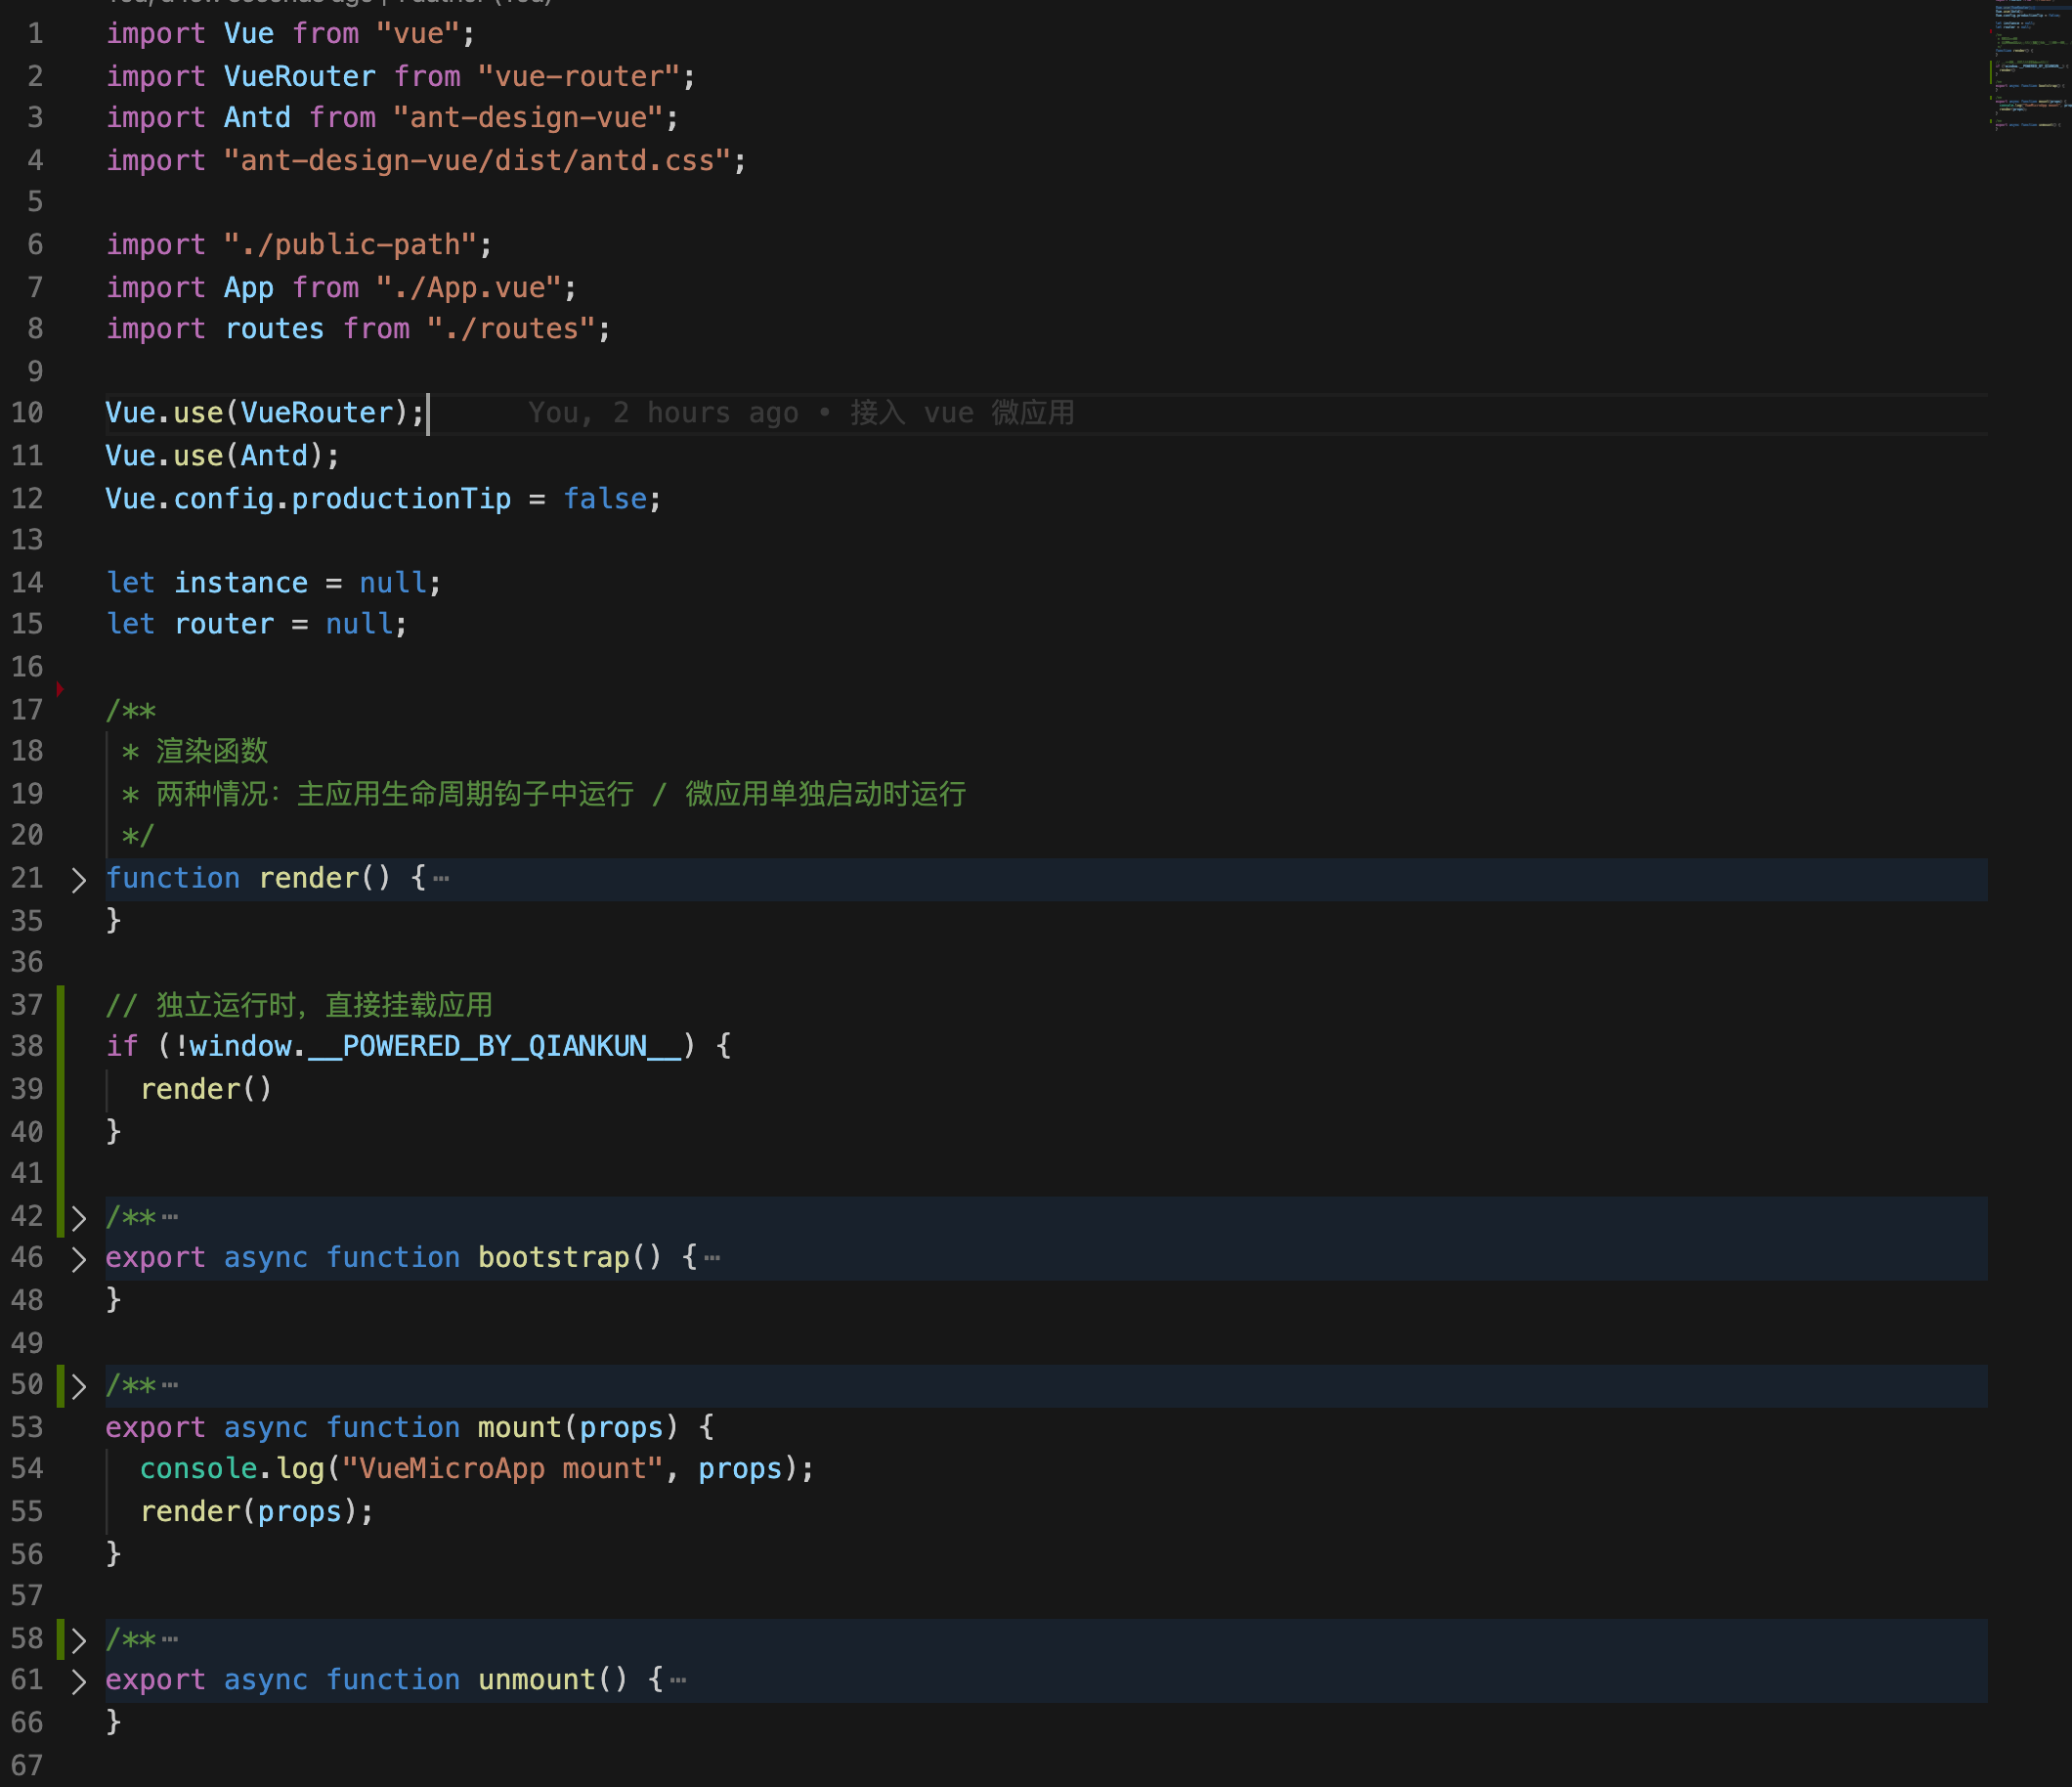 1 import Vue from "vue";
2 import VueRouter from "vue-router";
3 import Antd from "ant-design-vue";
4 import "ant-design-vue/dist/antd.css";
5
6 import "./public-path";
7 import App from "./App.vue";
8 import routes from "./routes";
9
10 Vue.use(VueRouter); You, 2 hours ago • 接入 vue 微应用
11 Vue.use(Antd);
12 Vue.config.productionTip = false;
13
14 let instance = null;
15 let router = null;
16
17 /**
18 * 渲染函数
19 * 两种情况：主应用生命周期钩子中运行 / 微应用单独启动时运行
20 */
21 function render() {…
35 }
36
37 // 独立运行时，直接挂载应用
38 if (!window.__POWERED_BY_QIANKUN__) {
39 render()
40 }
41
42 /**…
46 export async function bootstrap() {…
48 }
49
50 /**…
53 export async function mount(props) {
54 console.log("VueMicroApp mount", props);
55 render(props);
56 }
57
58 /**…
61 export async function unmount() {…
66 }
67